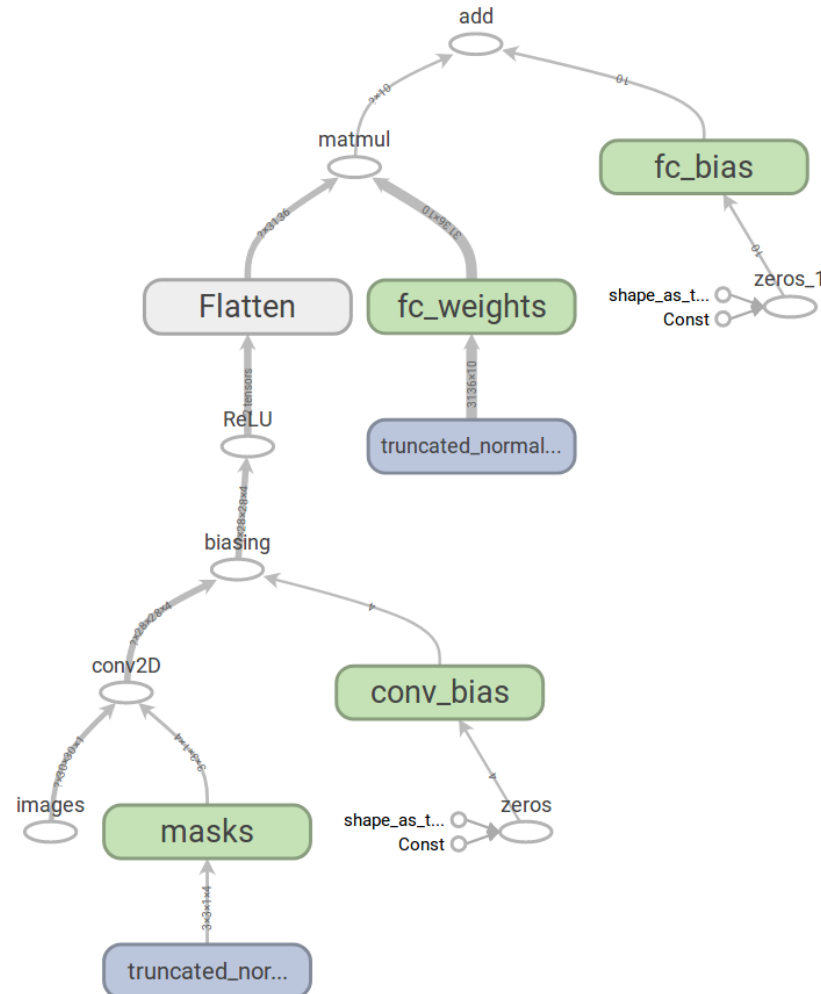 add
?×10
10
matmul
fc_bias
?×3136
3136×10
10
zeros_1
shape_as_t...
Const
Flatten
fc_weights
tensors
3136×10
ReLU
truncated_normal...
×28×28×4
biasing
?×28×28×4
4
conv2D
conv_bias
?×30×30×1
3×3×1×4
4
images
zeros
shape_as_t...
Const
masks
3×3×1×4
truncated_nor...